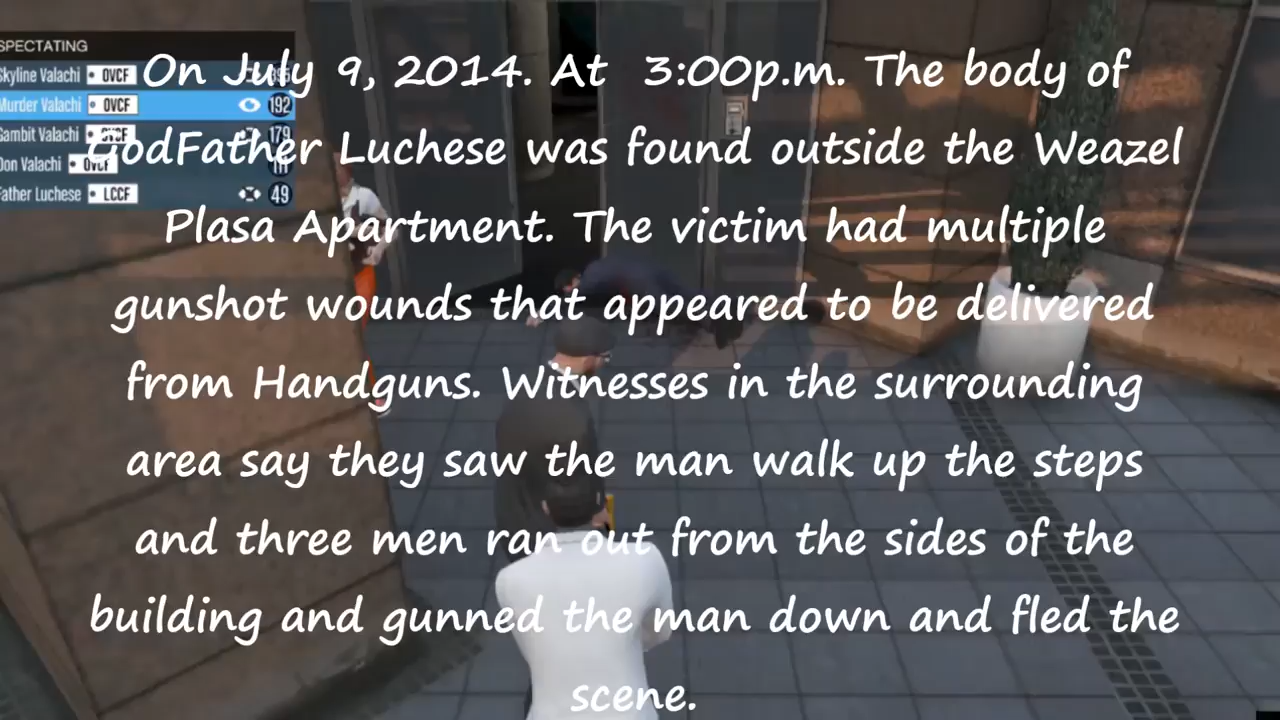 SPECTATING
Skyline Valachi OVCF
Murder Valachi OVCF 192
Gambit Valachi OVCF 179
Don Valachi OVCF
Father Luchese LCCF 49
On July 9, 2014. At 3:00p.m. The body of
GodFather Luchese was found outside the Weazel
Plasa Apartment. The victim had multiple
gunshot wounds that appeared to be delivered
from Handguns. Witnesses in the surrounding
area say they saw the man walk up the steps
and three men ran out from the sides of the
building and gunned the man down and fled the
scene.